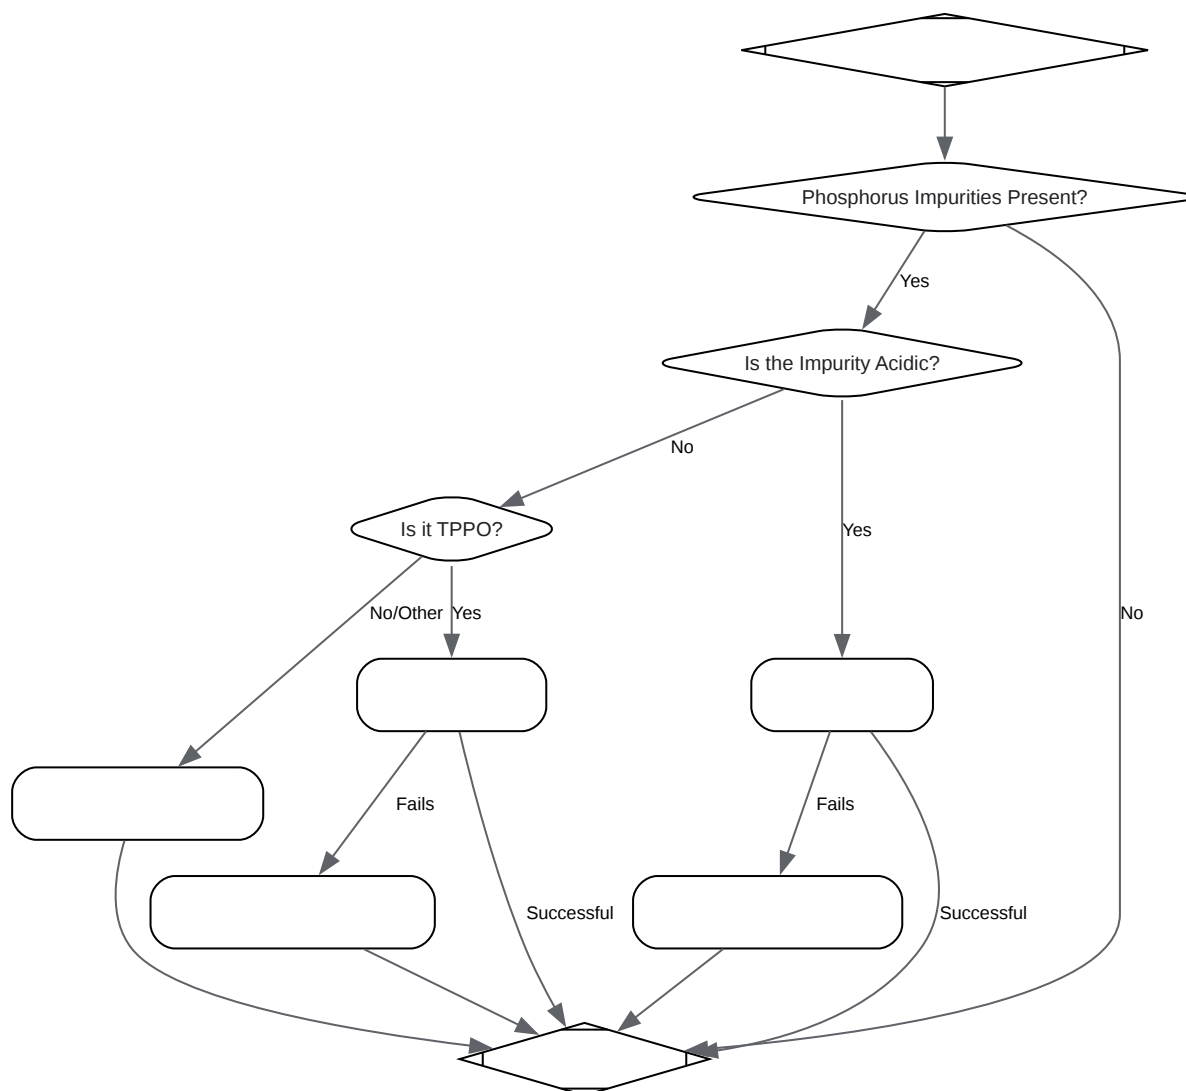 Phosphorus Impurities Present?
Yes
Is the Impurity Acidic?
No
Is it TPPO?
Yes
No/Other
Yes
No
Fails
Fails
Successful
Successful